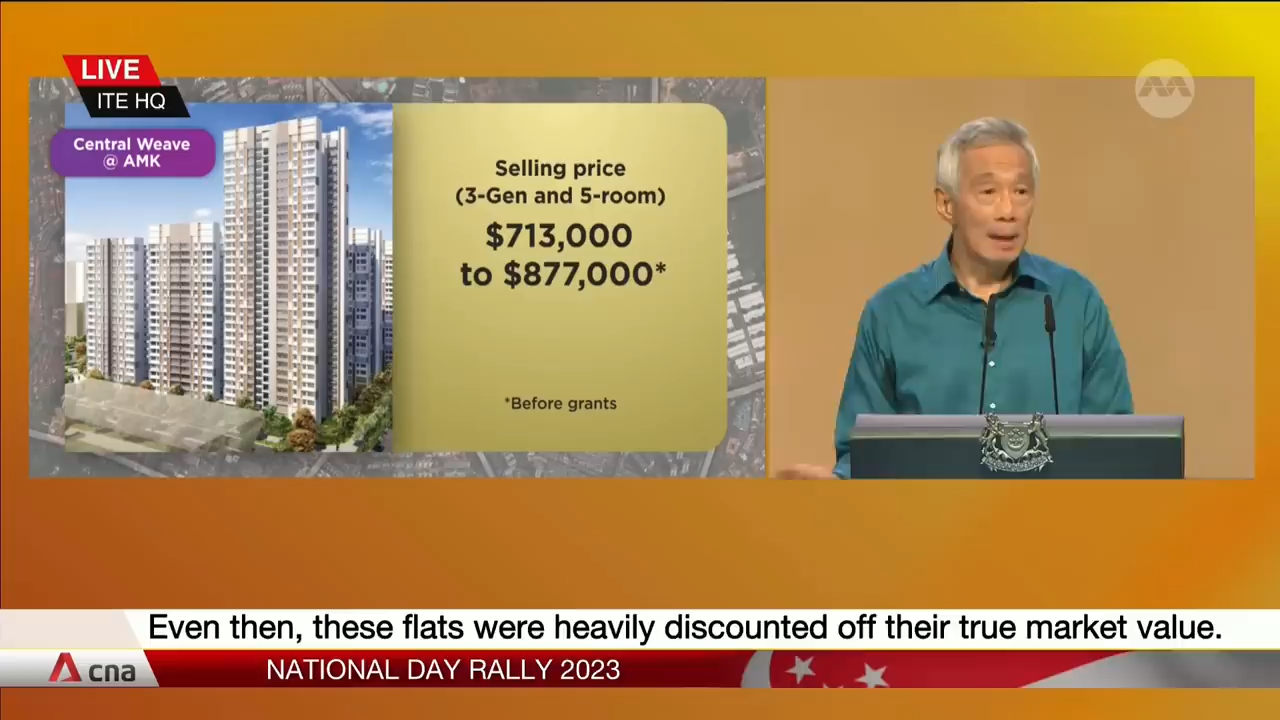 LIVE
ITE HQ
Central Weave
@ AMK
Selling price
(3-Gen and 5-room)
$713,000
to $877,000*
*Before grants
Even then, these flats were heavily discounted off their true market value.
cna
NATIONAL DAY RALLY 2023